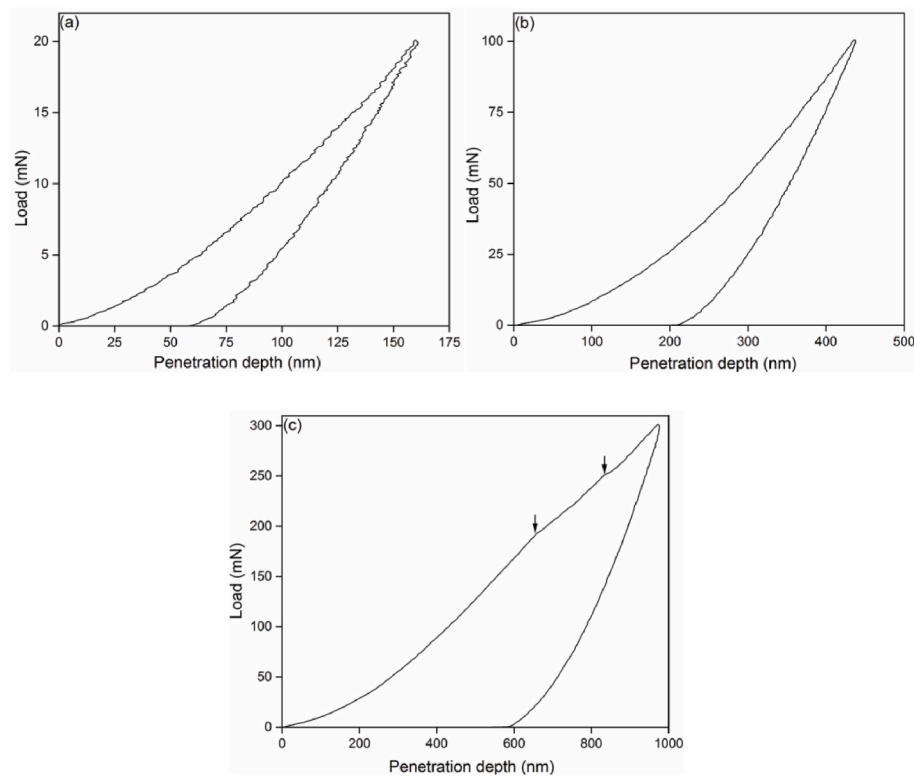 (a)
20
15
10
5
0
Load (mN)
0 25 50 75 100 125 150 175
Penetration depth (nm)
(b)
100
75
50
25
0
Load (mN)
0 100 200 300 400 500
Penetration depth (nm)
(c)
300
250
200
150
100
50
0
Load (mN)
0 200 400 600 800 1000
Penetration depth (nm)